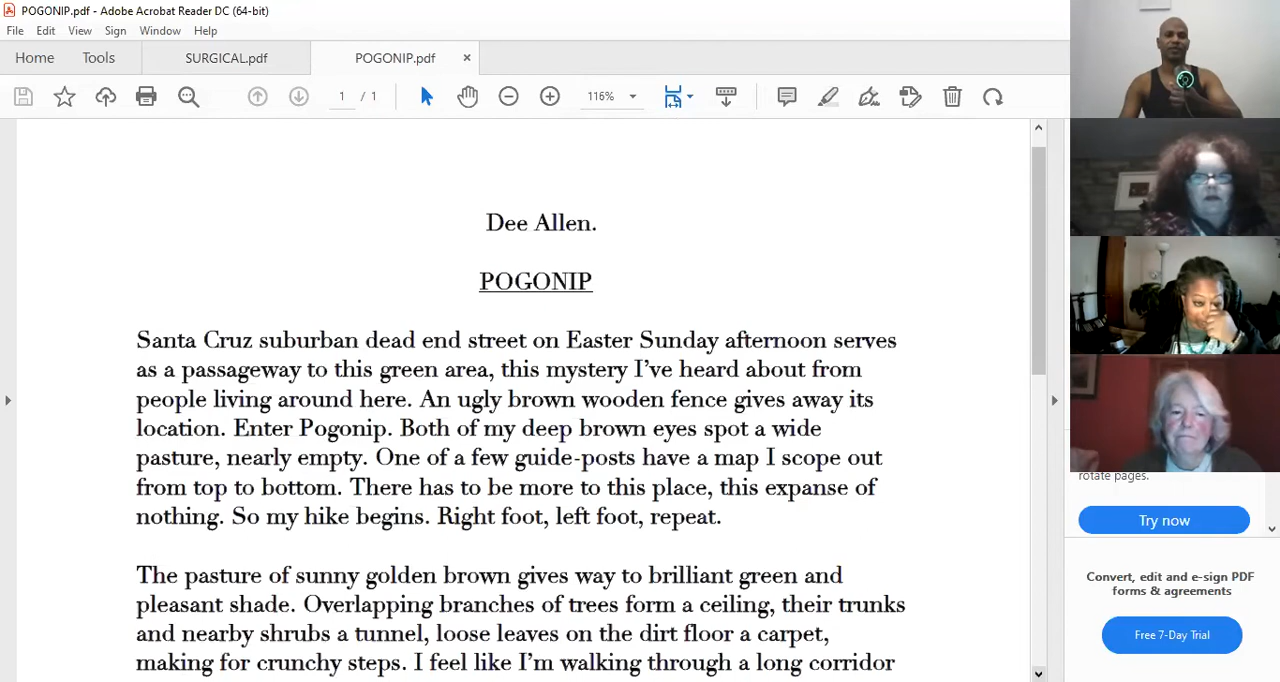 POGONIP.pdf - Adobe Acrobat Reader DC (64-bit)
File Edit View Sign Window Help
Home Tools SURGICAL.pdf POGONIP.pdf ×
1 / 1 116%
Dee Allen.
POGONIP
Santa Cruz suburban dead end street on Easter Sunday afternoon serves
as a passageway to this green area, this mystery I’ve heard about from
people living around here. An ugly brown wooden fence gives away its
location. Enter Pogonip. Both of my deep brown eyes spot a wide
pasture, nearly empty. One of a few guide-posts have a map I scope out
from top to bottom. There has to be more to this place, this expanse of
nothing. So my hike begins. Right foot, left foot, repeat.
The pasture of sunny golden brown gives way to brilliant green and
pleasant shade. Overlapping branches of trees form a ceiling, their trunks
and nearby shrubs a tunnel, loose leaves on the dirt floor a carpet,
making for crunchy steps. I feel like I’m walking through a long corridor
rotate pages.
Try now
Convert, edit and e-sign PDF
forms & agreements
Free 7-Day Trial